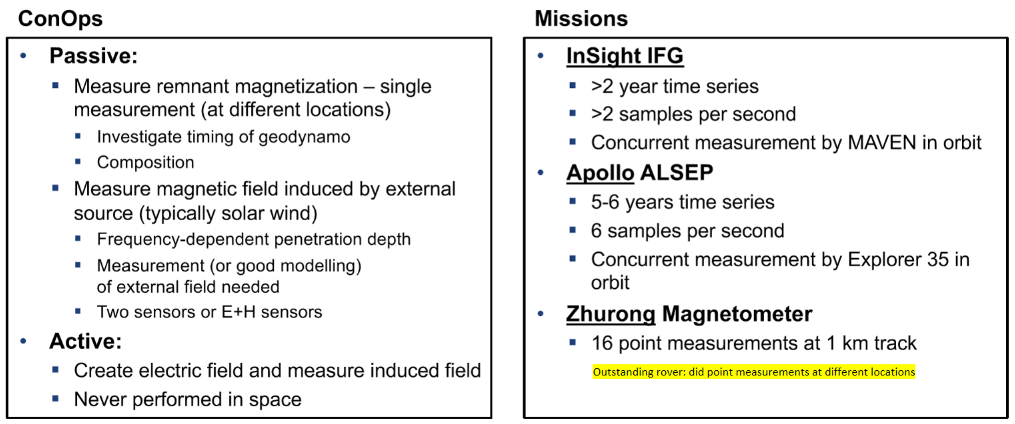 ConOps
• Passive:
▪ Measure remnant magnetization – single
measurement (at different locations)
▪ Investigate timing of geodynamo
▪ Composition
▪ Measure magnetic field induced by external
source (typically solar wind)
▪ Frequency-dependent penetration depth
▪ Measurement (or good modelling)
of external field needed
▪ Two sensors or E+H sensors
• Active:
▪ Create electric field and measure induced field
▪ Never performed in space
Missions
• InSight IFG
▪ >2 year time series
▪ >2 samples per second
▪ Concurrent measurement by MAVEN in orbit
• Apollo ALSEP
▪ 5-6 years time series
▪ 6 samples per second
▪ Concurrent measurement by Explorer 35 in
orbit
• Zhurong Magnetometer
▪ 16 point measurements at 1 km track
Outstanding rover: did point measurements at different locations